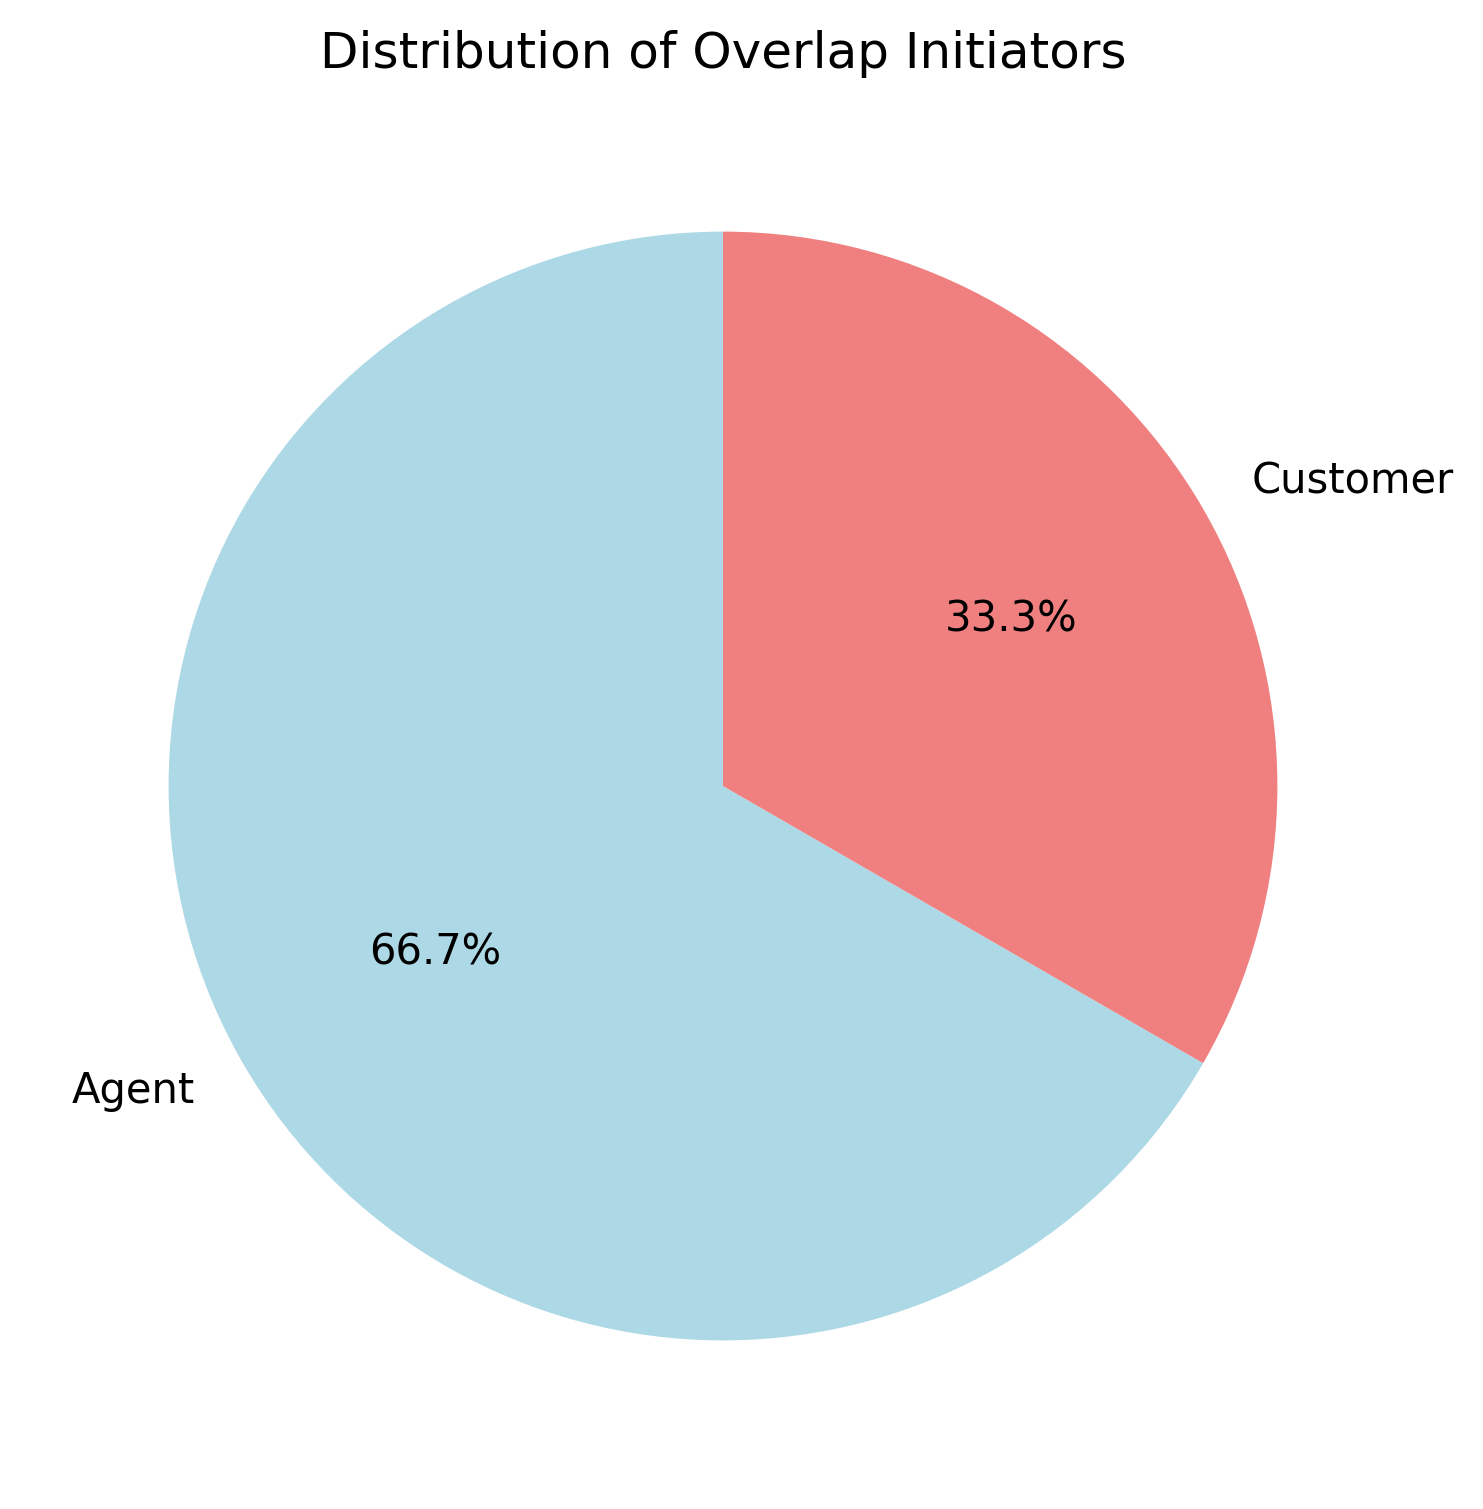 Distribution of Overlap Initiators
Customer
33.3%
66.7%
Agent